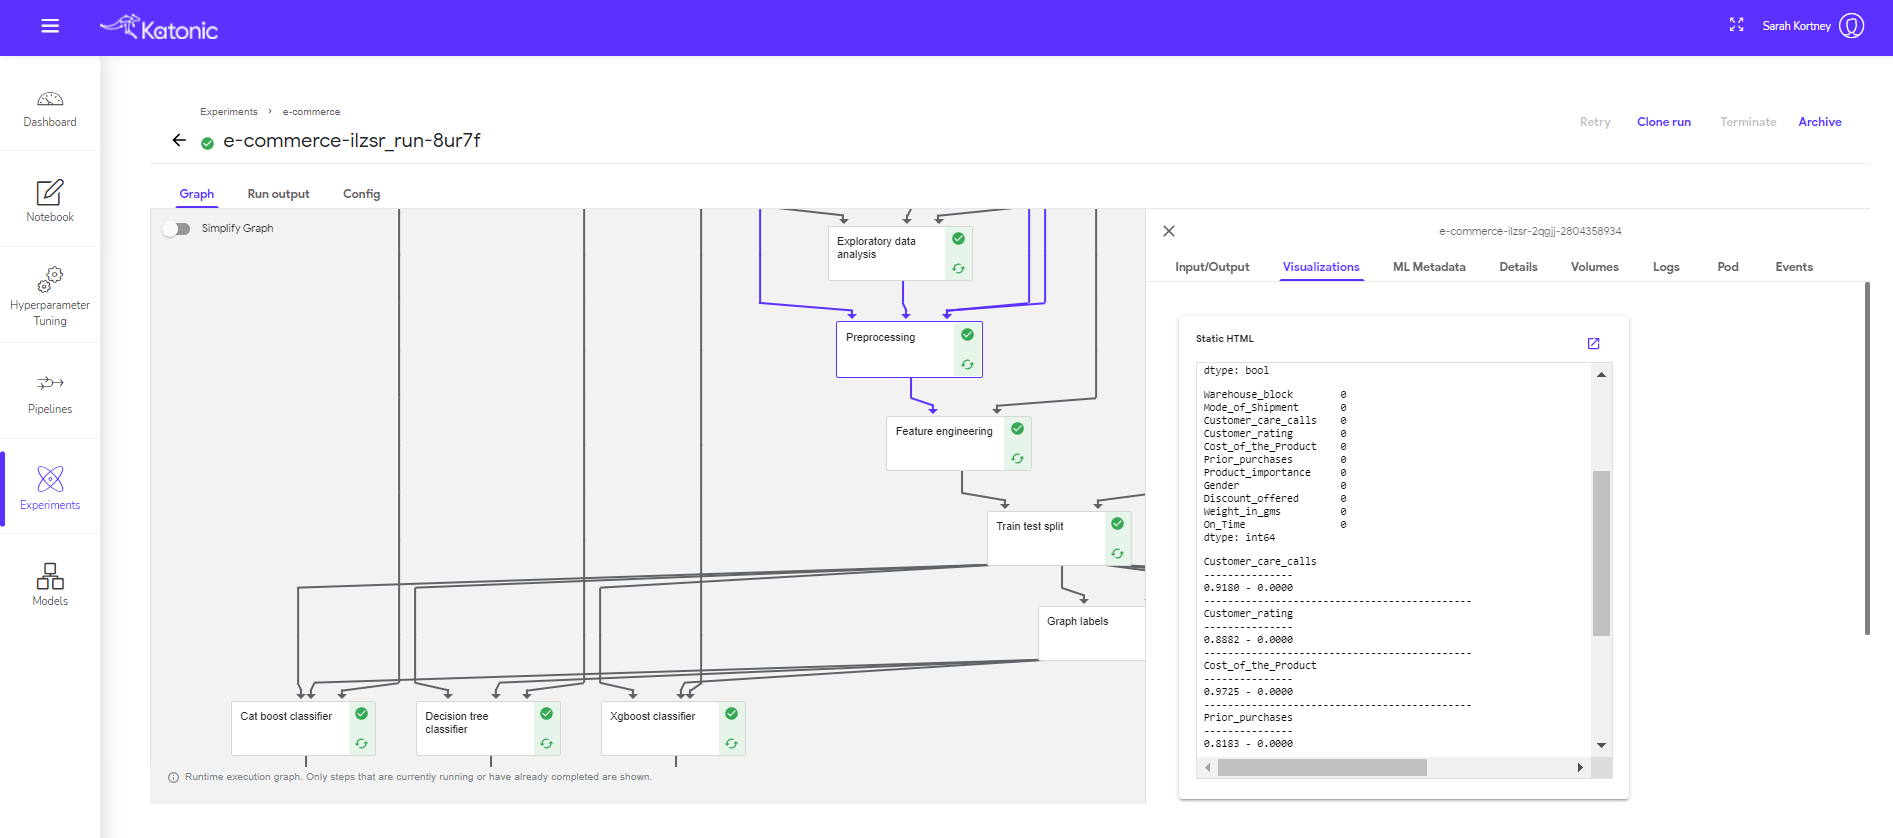 Katonic
Sarah Kortney
Dashboard
Notebook
Hyperparameter
Tuning
Pipelines
Experiments
Models
Experiments > e-commerce
e-commerce-ilzsr_run-8ur7f
Retry
Clone run
Terminate
Archive
Graph
Run output
Config
Simplify Graph
Exploratory data
analysis
Preprocessing
Feature engineering
Train test split
Graph labels
Cat boost classifier
Decision tree
classifier
Xgboost classifier
Runtime execution graph. Only steps that are currently running or have already completed are shown.
e-commerce-ilzsr-2qgjj-2804358934
Input/Output
Visualizations
ML Metadata
Details
Volumes
Logs
Pod
Events
Static HTML
dtype: bool
Warehouse_block 0
Mode_of_Shipment 0
Customer_care_calls 0
Customer_rating 0
Cost_of_the_Product 0
Prior_purchases 0
Product_importance 0
Gender 0
Discount_offered 0
Weight_in_gms 0
On_Time 0
dtype: int64
Customer_care_calls
---------------
0.9180 - 0.0000
---------------------------------------------
Customer_rating
---------------
0.8882 - 0.0000
---------------------------------------------
Cost_of_the_Product
---------------
0.9725 - 0.0000
---------------------------------------------
Prior_purchases
---------------
0.8183 - 0.0000